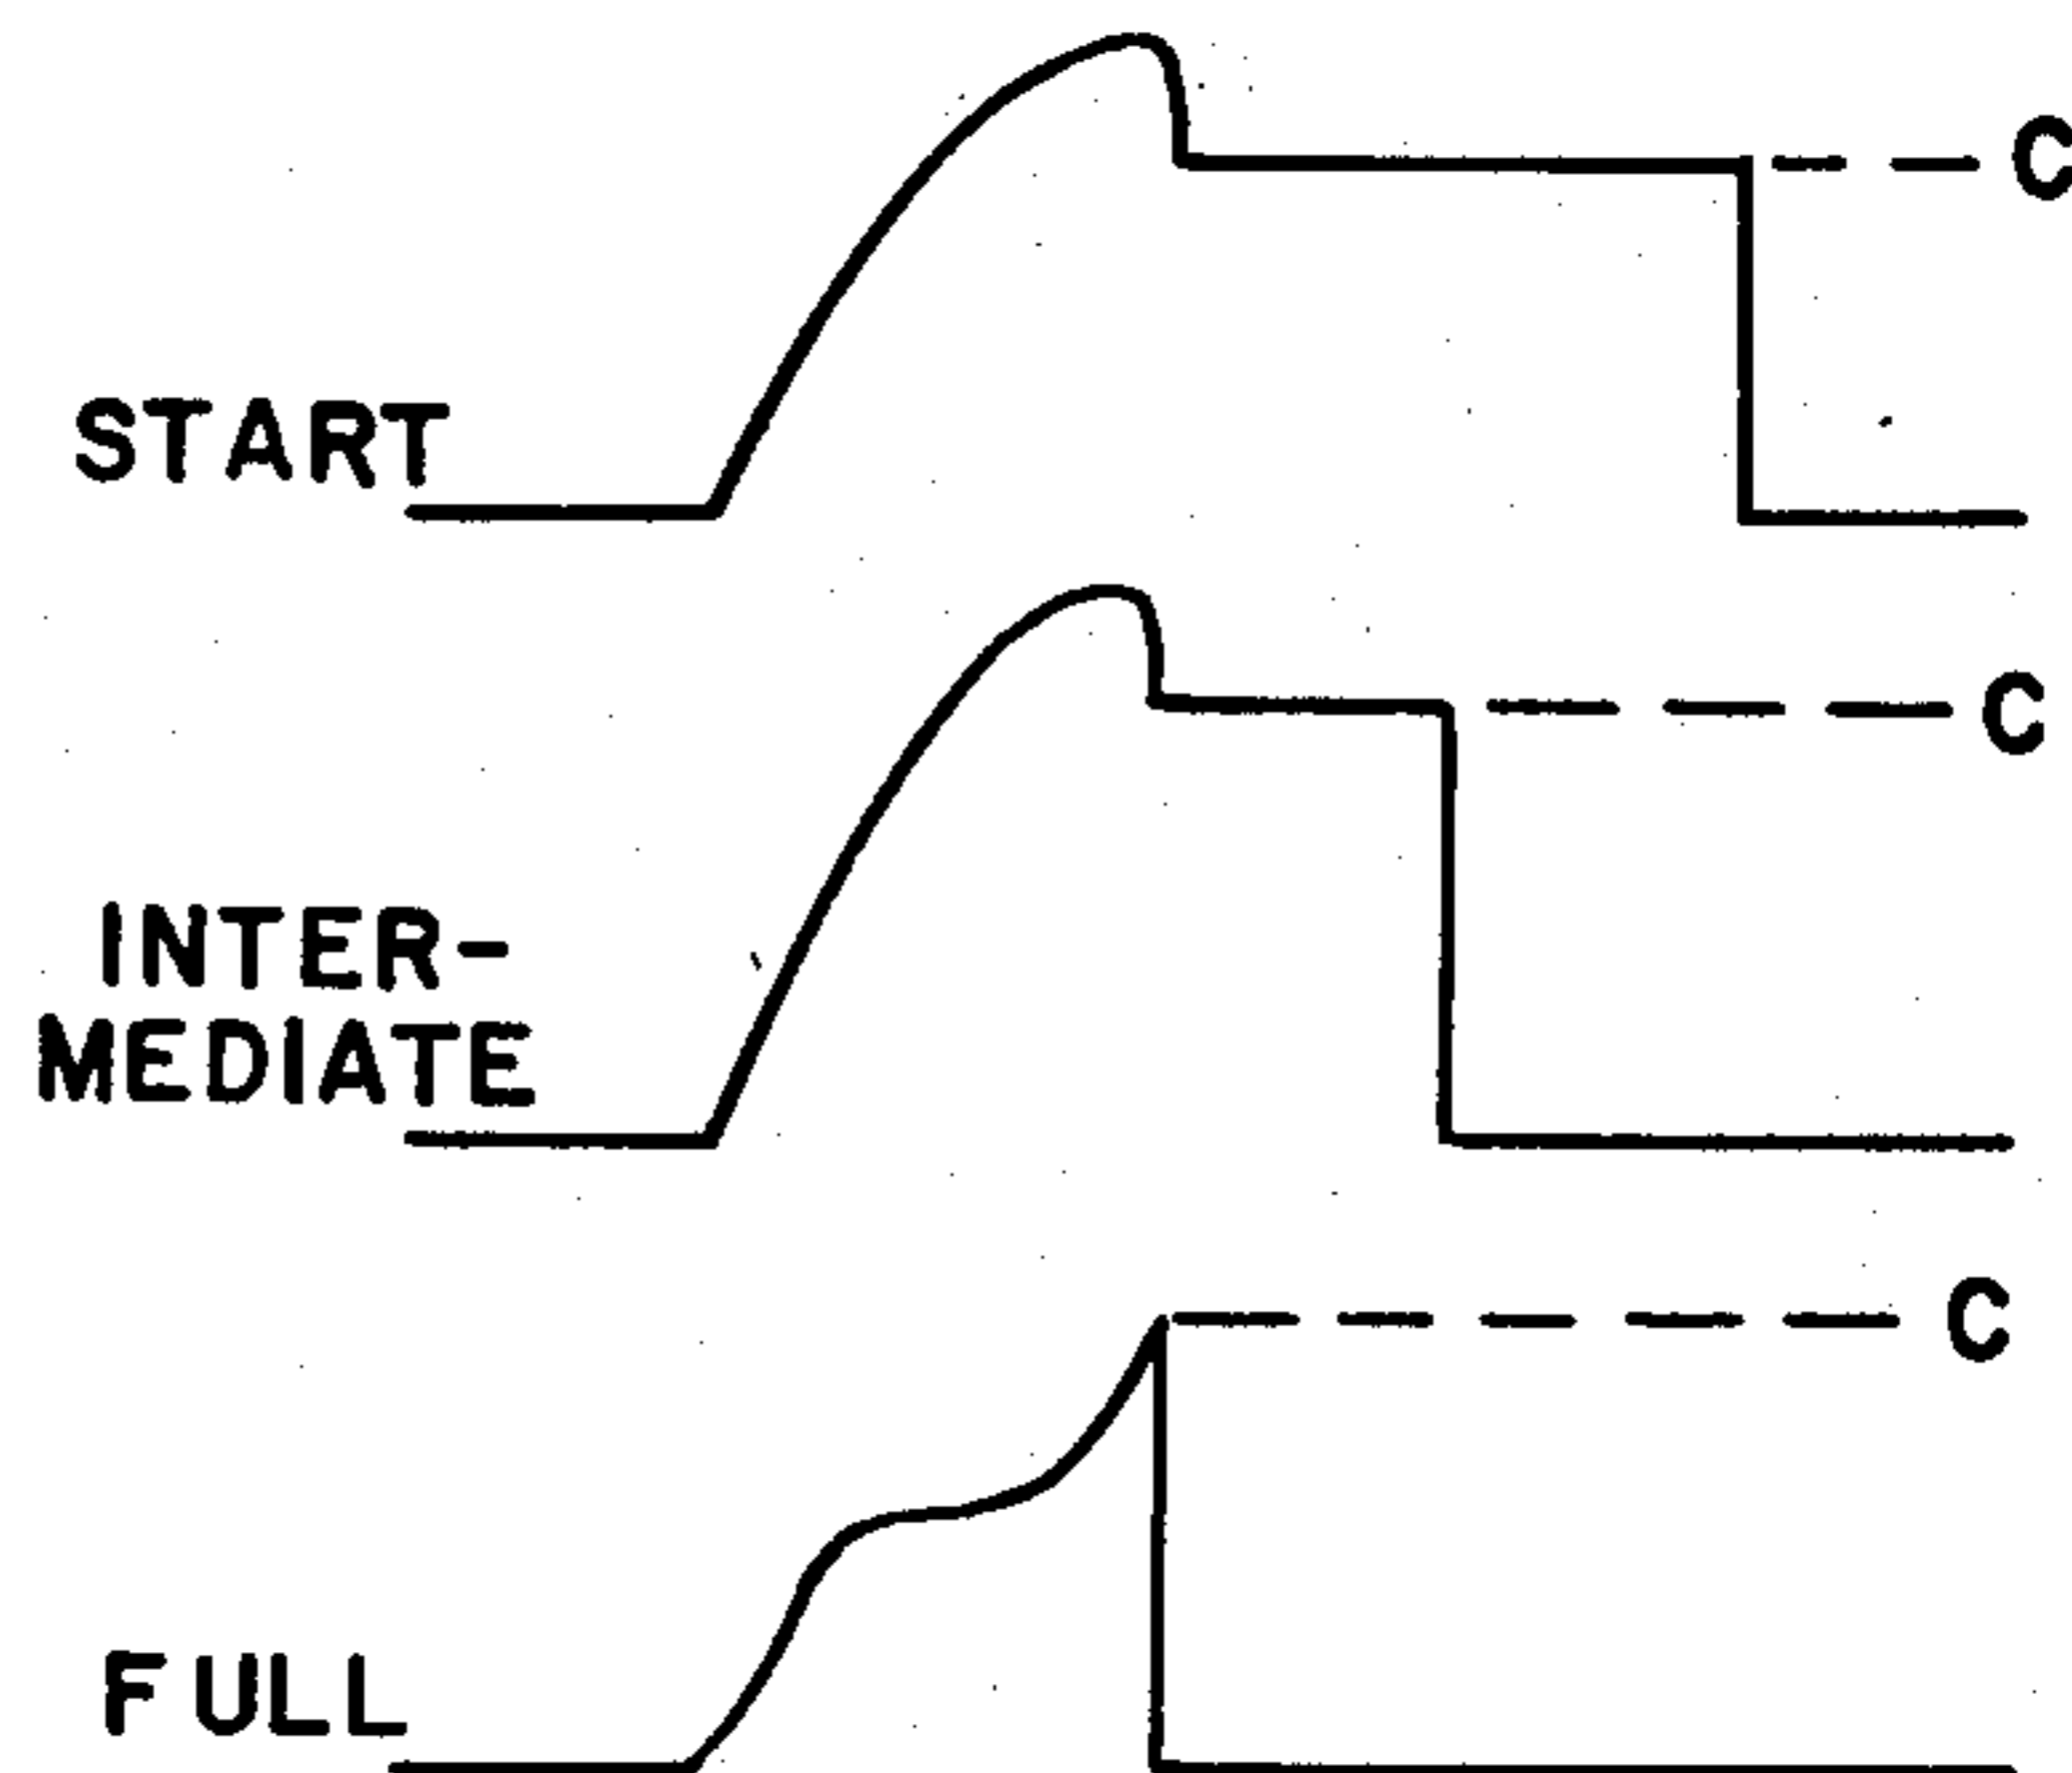 C
START
C
INTER-
MEDIATE
C
FULL